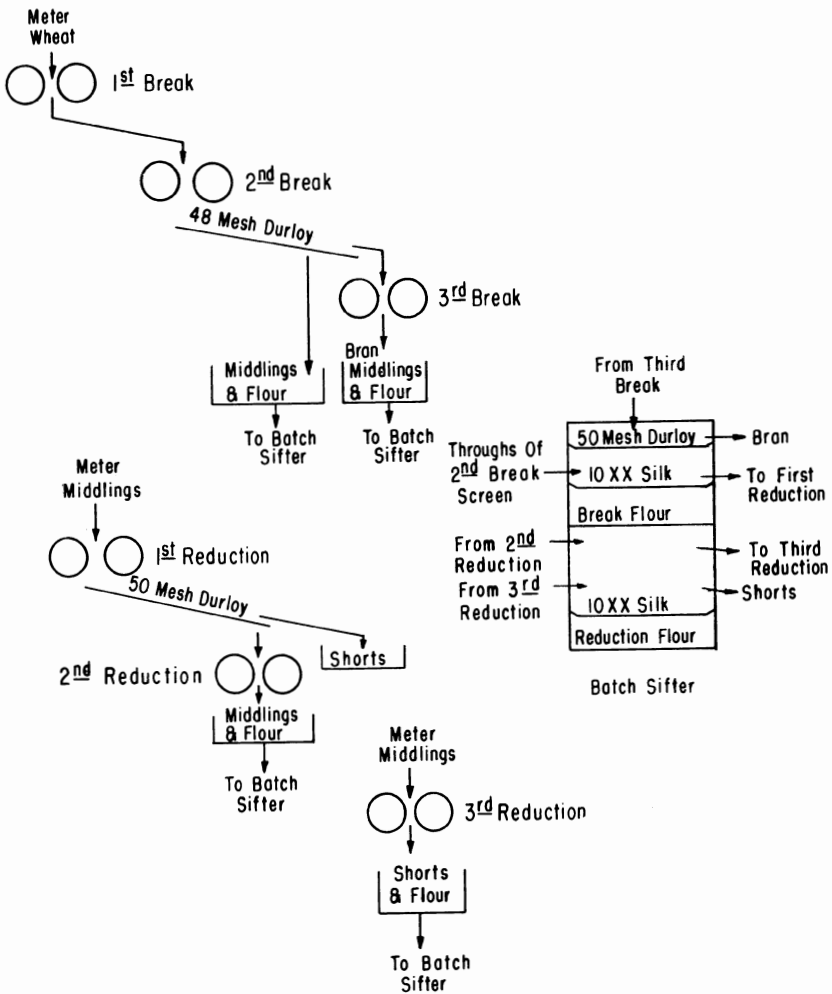 Meter
Wheat
1st Break
2nd Break
48 Mesh Durloy
3rd Break
Middlings
& Flour
Bran
Middlings
& Flour
To Batch
Sifter
To Batch
Sifter
Meter
Middlings
1st Reduction
50 Mesh Durloy
Shorts
2nd Reduction
Middlings
& Flour
To Batch
Sifter
Meter
Middlings
3rd Reduction
Shorts
& Flour
To Batch
Sifter
From Third
Break
50 Mesh Durloy
Bran
Throughs Of
2nd Break
Screen
10XX Silk
To First
Reduction
Break Flour
From 2nd
Reduction
To Third
Reduction
From 3rd
Reduction
Shorts
10XX Silk
Reduction Flour
Batch Sifter